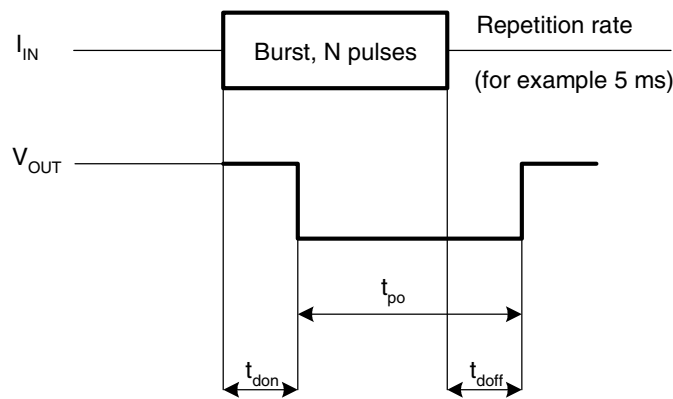 I_IN
Burst, N pulses
Repetition rate
(for example 5 ms)
V_OUT
t_po
t_don
t_doff